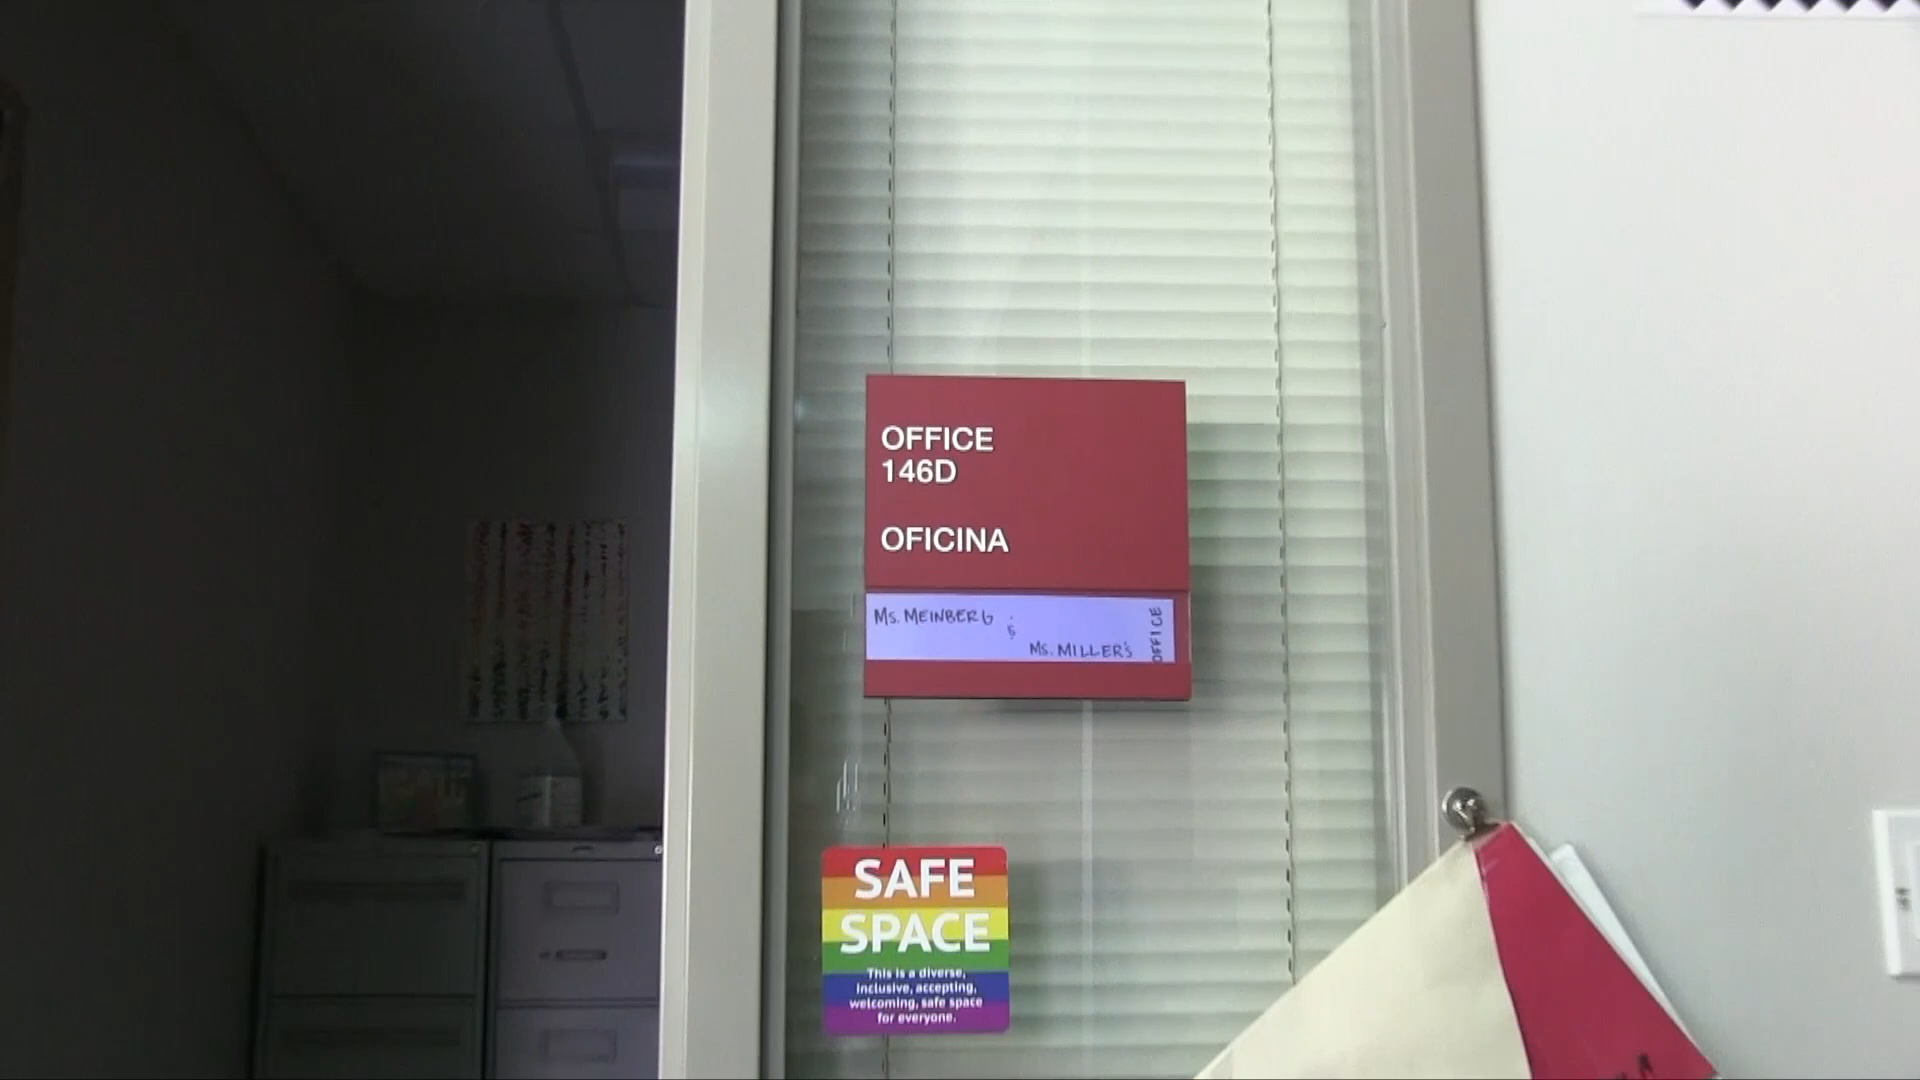 OFFICE
146D
OFICINA
Ms. MEINBERG
&
Ms. MILLER'S
OFFICE
SAFE
SPACE
This is a diverse,
inclusive, accepting,
welcoming, safe space
for everyone.